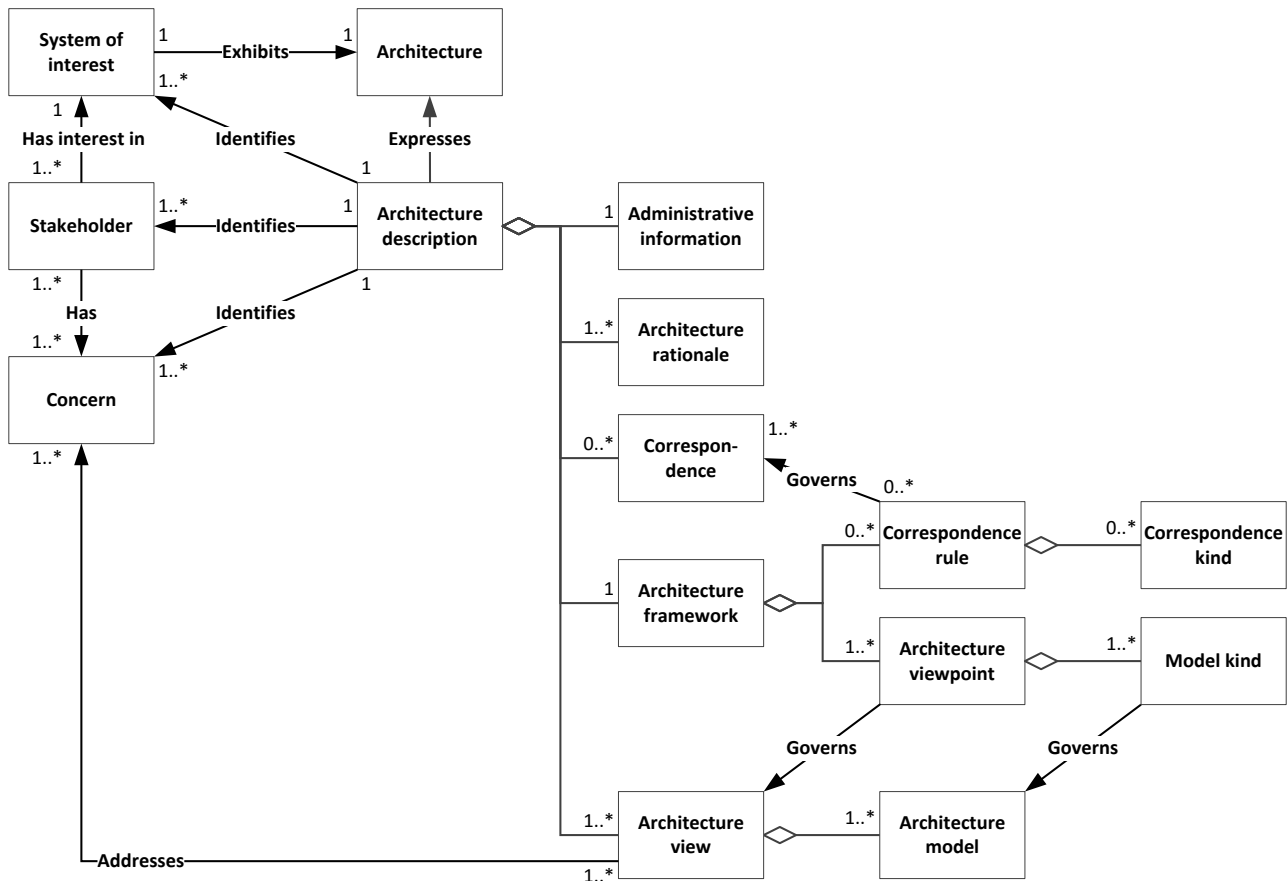 System of
interest
1
Exhibits
1
Architecture
1..*
1
Has interest in
Identifies
Expresses
1..*
1
Stakeholder
1..*
Identifies
1
Architecture
description
1
Administrative
information
1..*
1
Has
Identifies
1..*
1..*
Concern
1..*
1..*
Architecture
rationale
0..*
Correspon-
dence
1..*
Governs
0..*
0..*
Correspondence
rule
0..*
Correspondence
kind
1
Architecture
framework
1..*
Architecture
viewpoint
1..*
Model kind
Governs
Governs
1..*
Architecture
view
1..*
Architecture
model
Addresses
1..*